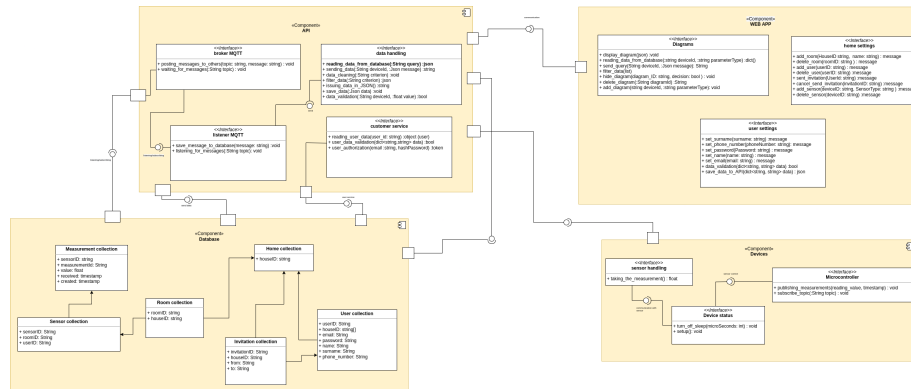 «Component»
API
<<Interface>>
broker MQTT
+ posting_messages_to_others(topic: string, message: string) : void
+ waiting_for_messages(String topic) : void
<<Interface>>
data handling
+ reading_data_from_database(String query) : json
+ sending_data(String deviceId, Json message) string
+ data_cleaning(String criterion) : void
+ filter_data(String criterion) : json
+ issuing_data_in_JSON() : string
+ save_data(Json data) : void
+ data_validation(String deviceId, float value) : bool
<<Interface>>
listener MQTT
+ save_message_to_database(message: string) : void
+ listening_for_messages(String topic) : void
<<Interface>>
customer service
+ reading_user_data(user_id: string) : object (user)
+ user_data_validation(dict<string,string> data) : bool
+ user_authorization(email: string, hashPassword) : token
«Component»
WEB APP
<<Interface>>
Diagrams
+ display_diagram(json) : void
+ reading_data_from_database(string deviceId, string parameterType) : dict{}
+ send_query(String deviceId, Json message) : String
+ filter_data(list)
+ hide_diagram(diagram_ID: string, decision: bool) : void
+ delete_diagram(String diagramId) : String
+ add_diagram(string deviceId, string parameterType) : void
<<Interface>>
home settings
+ add_room(HouseID string, name: string) : message
+ delete_room(roomID string) : message
+ add_user(userID string) : message
+ delete_user(userID string) : message
+ sent_invitation(UserId string) : message
+ cancel_send_invitation(invitationID string) : message
+ add_sensor(deviceID: String, SensorType: string) : message
+ delete_sensor(deviceID: string) : message
<<Interface>>
user settings
+ set_surname(surname: string) : message
+ set_phone_number(phoneNumber: string) : message
+ set_password(Password: string) : message
+ set_name(name: string) : message
+ set_email(email: string) : message
+ data_validation(dict<string, string> data) : bool
+ save_data_to_API(dict<string, string> data) : json
«Component»
Database
Measurement collection
+ sensorID: string
+ measurementId: String
+ value: float
+ received: timestamp
+ created: timestamp
Home collection
+ houseID: string
Room collection
+ roomID: string
+ houseID: string
Sensor collection
+ sensorID: String
+ roomID: String
+ userID: String
Invitation collection
+ invitationID: String
+ houseID: String
+ from: String
+ to: String
User collection
+ userID: String
+ houseID: string[]
+ email: String
+ password: String
+ name: String
+ surname: String
+ phone_number: String
«Component»
Devices
<<Interface>>
sensor handling
+ taking_the_measurement() : float
<<Interface>>
Microcontroller
+ publishing_measurements(reading_value, timestamp) : void
+ subscribe_topic(String topic) : void
<<Interface>>
Device status
+ turn_off_sleep(microSeconds: int) : void
+ setup() : void